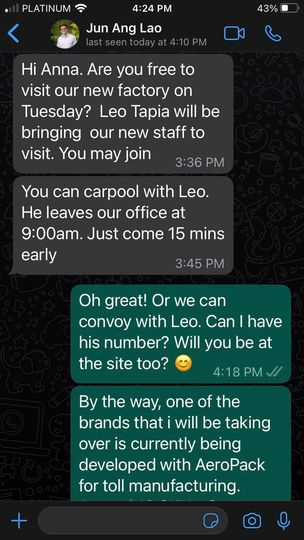 PLATINUM 4:24 PM 43%
Jun Ang Lao
last seen today at 4:10 PM
Hi Anna. Are you free to
visit our new factory on
Tuesday? Leo Tapia will be
bringing our new staff to
visit. You may join
3:36 PM
You can carpool with Leo.
He leaves our office at
9:00am. Just come 15 mins
early
3:45 PM
Oh great! Or we can
convoy with Leo. Can I have
his number? Will you be at
the site too? 😊
4:18 PM
By the way, one of the
brands that i will be taking
over is currently being
developed with AeroPack
for toll manufacturing.